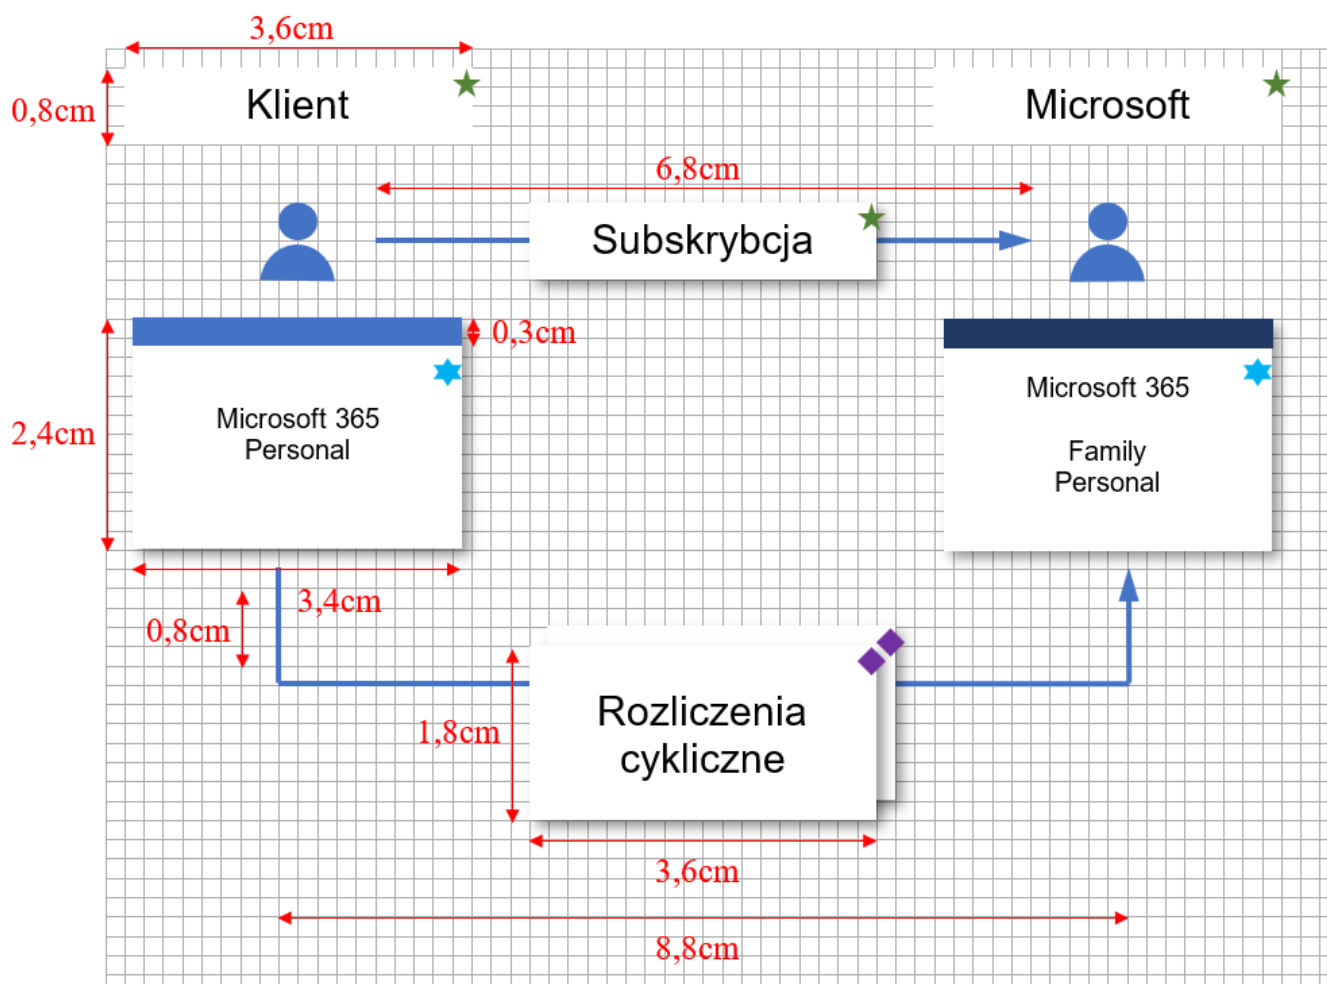 3,6cm
0,8cm
Klient
Microsoft
6,8cm
Subskrybcja
0,3cm
2,4cm
Microsoft 365
Personal
Microsoft 365
Family
Personal
3,4cm
0,8cm
1,8cm
Rozliczenia
cykliczne
3,6cm
8,8cm